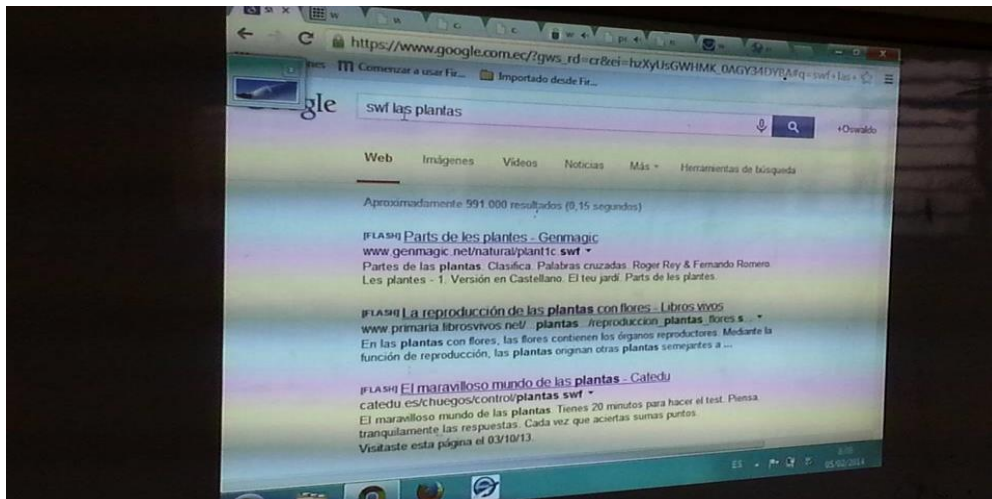 https://www.google.com.ec/?gws_rd=cr&ei=hzXyUsGWHMK_0AGY34DYBA#q=swf+las+
Comenzar a usar Fir... Importado desde Fir...
gle swf las plantas +Oswaldo
Web Imágenes Vídeos Noticias Más Herramientas de búsqueda
Aproximadamente 991.000 resultados (0,15 segundos)
[FLASH] Parts de les plantes - Genmagic
www.genmagic.net/natural/plant1c.swf
Partes de las plantas. Clasifica. Palabras cruzadas. Roger Rey & Fernando Romero.
Les plantes - 1. Versión en Castellano. El teu jardí. Parts de les plantes.
[FLASH] La reproducción de las plantas con flores - Libros vivos
www.primaria.librosvivos.net/...plantas.../reproduccion_plantas_flores.s...
En las plantas con flores, las flores contienen los órganos reproductores. Mediante la
función de reproducción, las plantas originan otras plantas semejantes a ...
[FLASH] El maravilloso mundo de las plantas - Catedu
catedu.es/chuegos/control/plantas.swf
El maravilloso mundo de las plantas. Tienes 20 minutos para hacer el test. Piensa
tranquilamente las respuestas. Cada vez que aciertas sumas puntos.
Visitaste esta página el 03/10/13.
ES
05/02/2014